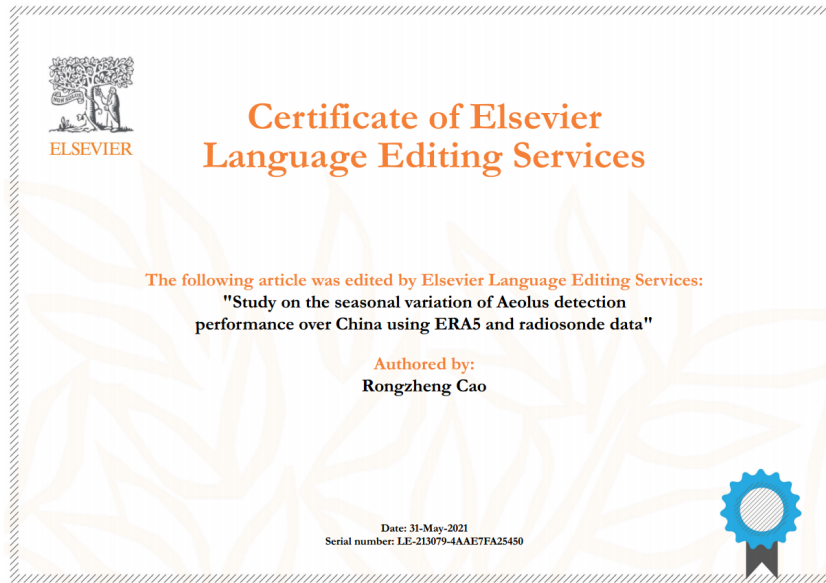 ELSEVIER
Certificate of Elsevier
Language Editing Services
The following article was edited by Elsevier Language Editing Services:
"Study on the seasonal variation of Aeolus detection
performance over China using ERA5 and radiosonde data"
Authored by:
Rongzheng Cao
Date: 31-May-2021
Serial number: LE-213079-4AAE7FA25450